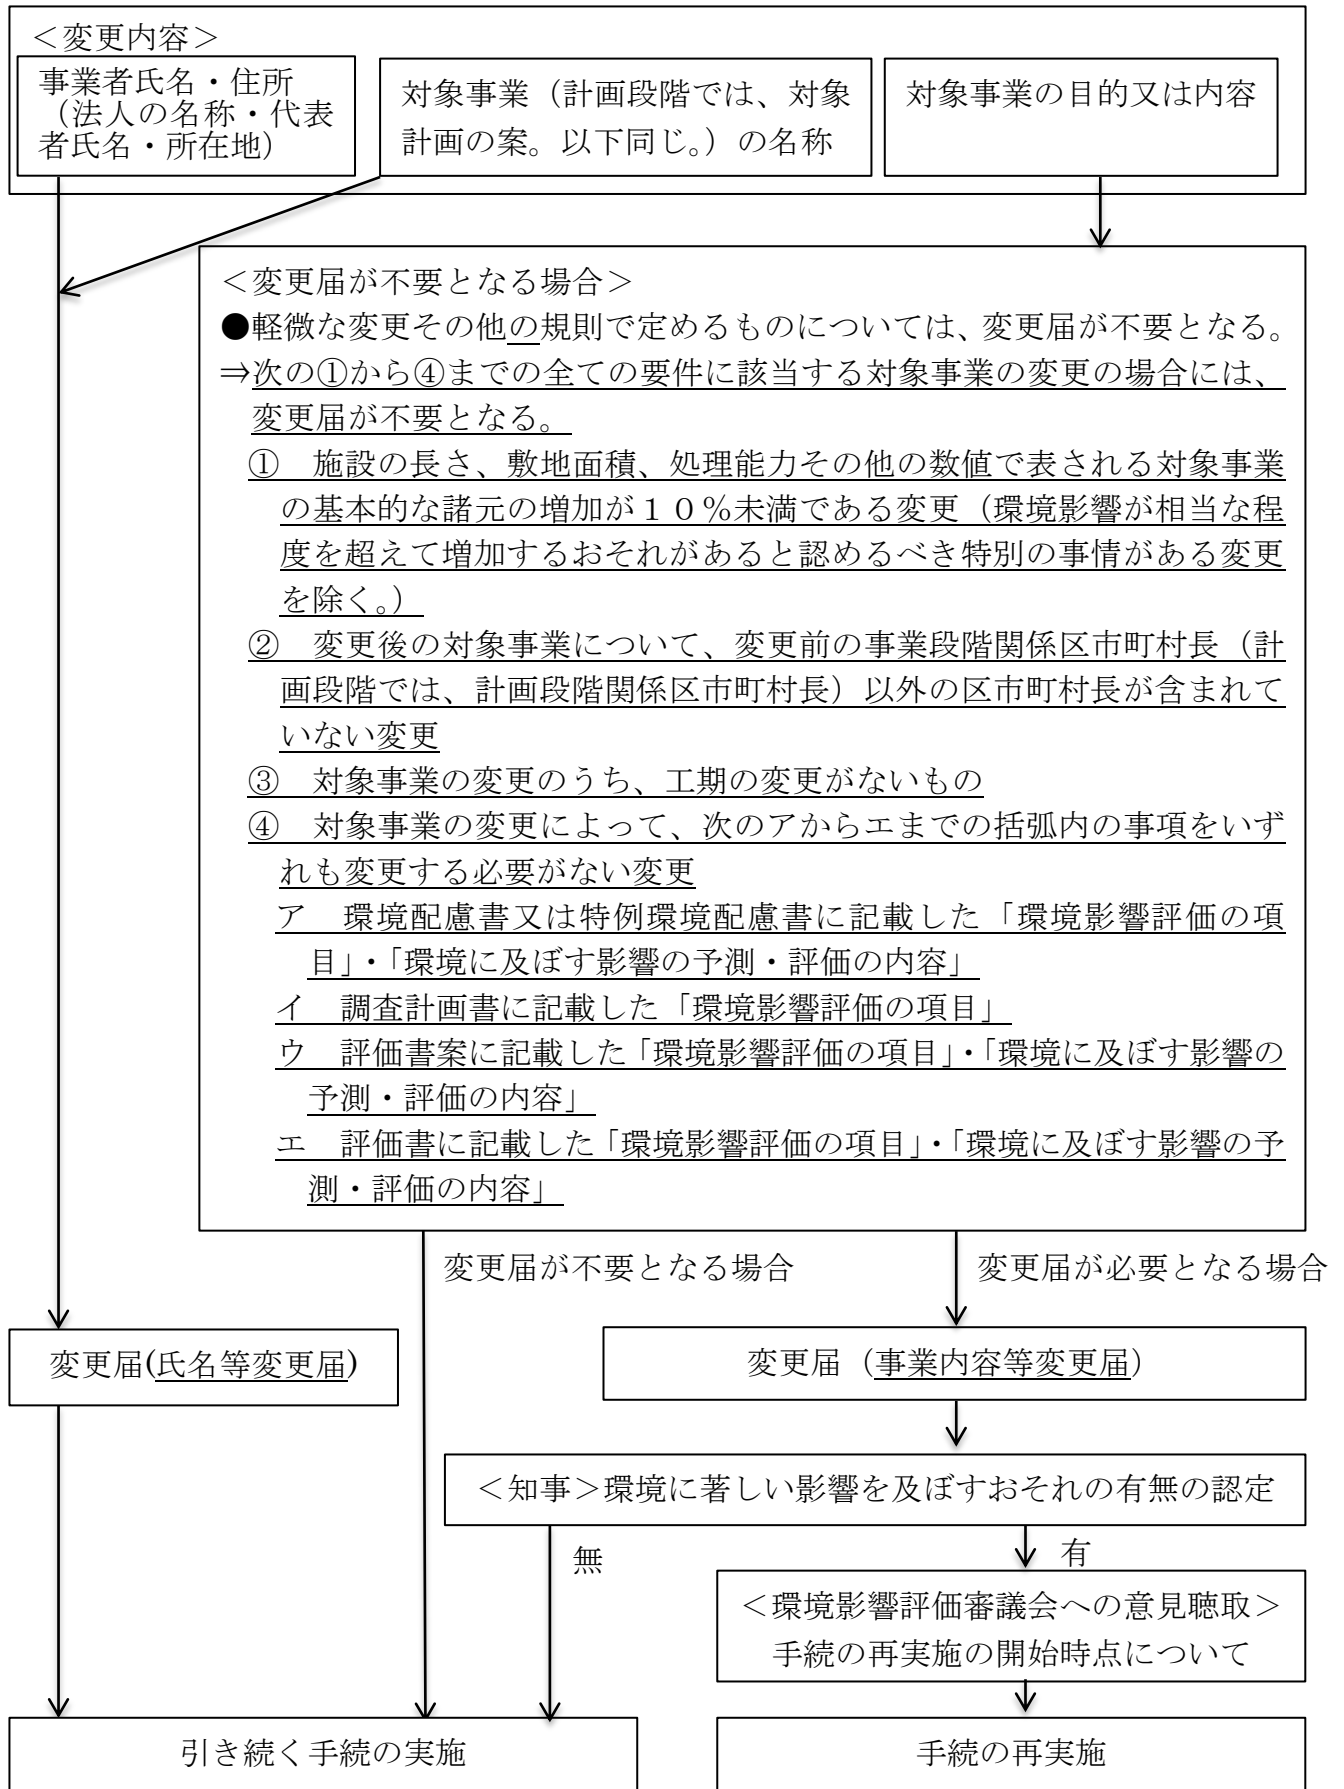 ＜変更内容＞
事業者氏名・住所
（法人の名称・代表
者氏名・所在地）
対象事業（計画段階では、対象
計画の案。以下同じ。）の名称
対象事業の目的又は内容
＜変更届が不要となる場合＞
●軽微な変更その他の規則で定めるものについては、変更届が不要となる。
⇒次の①から④までの全ての要件に該当する対象事業の変更の場合には、
変更届が不要となる。
①　施設の長さ、敷地面積、処理能力その他の数値で表される対象事業
の基本的な諸元の増加が１０％未満である変更（環境影響が相当な程
度を超えて増加するおそれがあると認めるべき特別の事情がある変更
を除く。）
②　変更後の対象事業について、変更前の事業段階関係区市町村長（計
画段階では、計画段階関係区市町村長）以外の区市町村長が含まれて
いない変更
③　対象事業の変更のうち、工期の変更がないもの
④　対象事業の変更によって、次のアからエまでの括弧内の事項をいず
れも変更する必要がない変更
ア　環境配慮書又は特例環境配慮書に記載した「環境影響評価の項
目」・「環境に及ぼす影響の予測・評価の内容」
イ　調査計画書に記載した「環境影響評価の項目」
ウ　評価書案に記載した「環境影響評価の項目」・「環境に及ぼす影響の
予測・評価の内容」
エ　評価書に記載した「環境影響評価の項目」・「環境に及ぼす影響の予
測・評価の内容」
変更届が不要となる場合
変更届が必要となる場合
変更届(氏名等変更届)
変更届（事業内容等変更届）
＜知事＞環境に著しい影響を及ぼすおそれの有無の認定
無
有
＜環境影響評価審議会への意見聴取＞
手続の再実施の開始時点について
引き続く手続の実施
手続の再実施